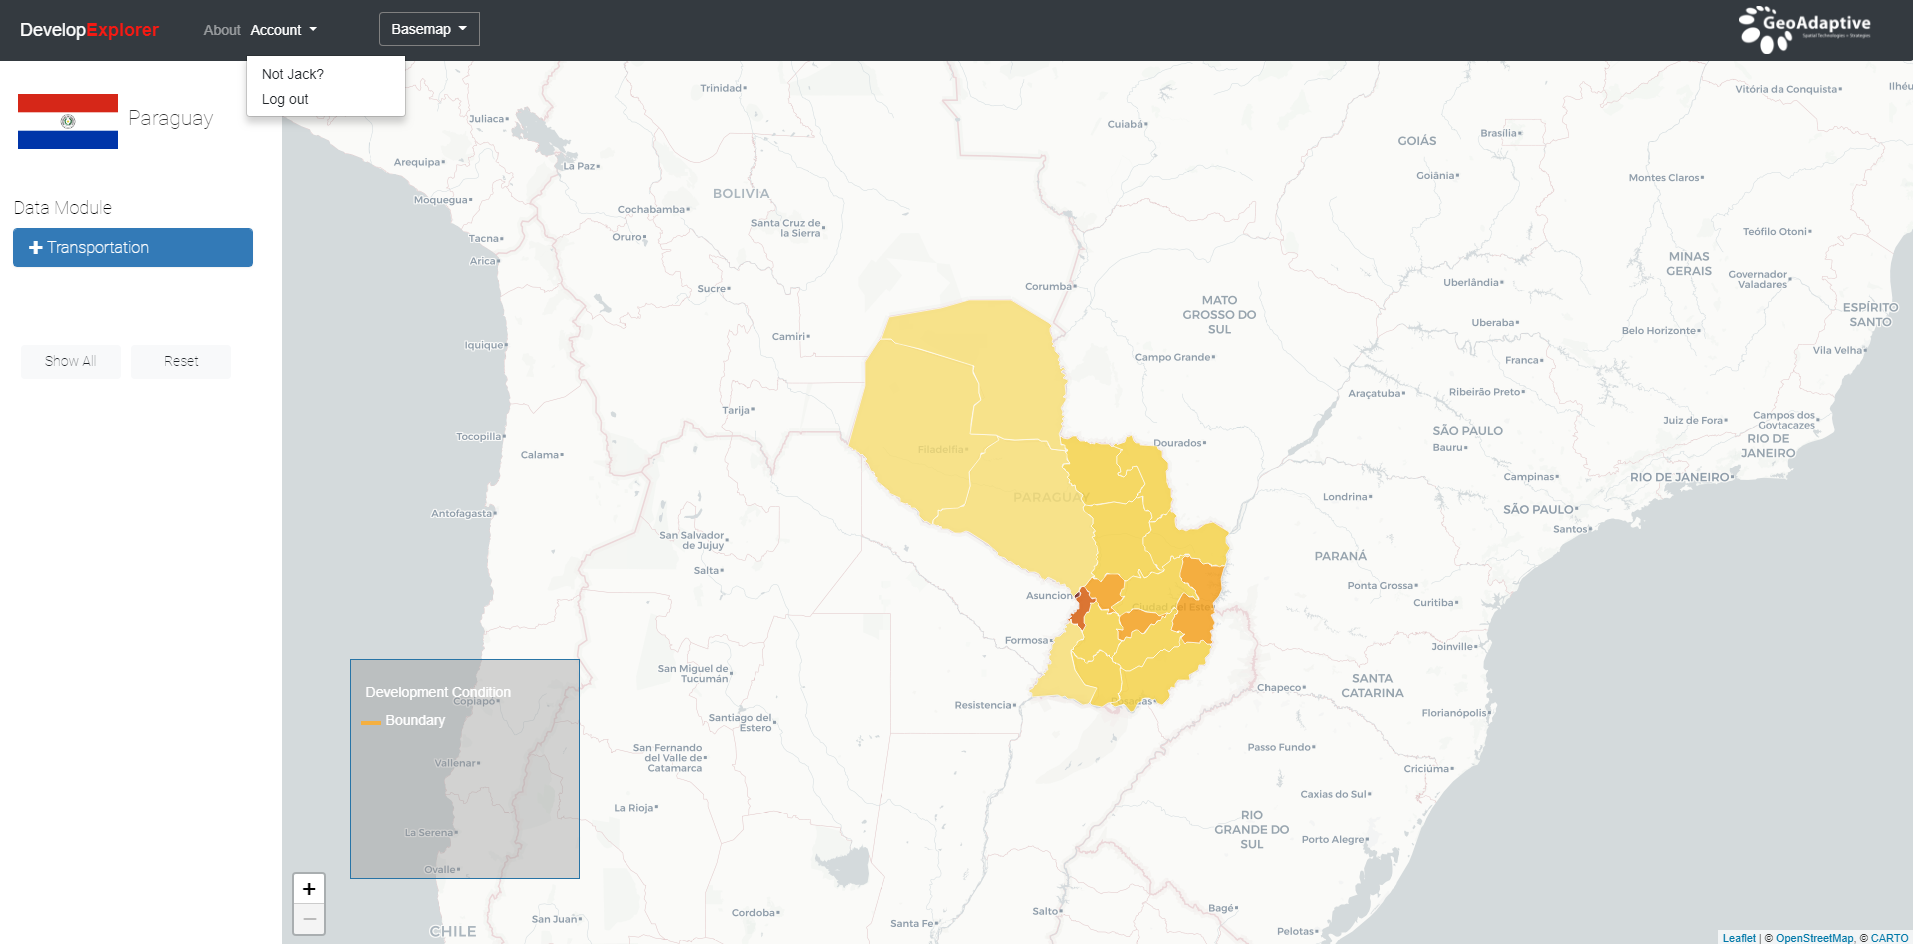 DevelopExplorer
About
Account
Basemap
GeoAdaptive
Spatial Technologies + Strategies
Not Jack?
Log out
Paraguay
Data Module
Transportation
Show All
Reset
Trinidad
Juliaca
Cuiabá
Vitória da Conquista
Ilhéu
Arequipa
La Paz
GOIÁS
Brasília
Moquegua
BOLIVIA
Goiânia
Montes Claros
Cochabamba
Santa Cruz de
la Sierra
Tacna
Oruro
Teófilo Otoni
Arica
MINAS
GERAIS
Governador
Valadares
Sucre
Corumba
Uberlândia
MATO
GROSSO DO
SUL
ESPÍRITO
SANTO
Iquique
Camiri
Uberaba
Belo Horizonte
Campo Grande
Franca
Vila Velha
Araçatuba
Ribeirão Preto
Tarija
Juiz de Fora
Campos dos
Govtacazes
Tocopilla
Calama
Filadelfia
Dourados
SÃO PAULO
Bauru
RIO DE
JANEIRO
Campinas
RIO DE JANEIRO
Antofagasta
PARAGUAY
Londrina
SÃO PAULO
Santos
San Salvador
de Jujuy
Salta
PARANÁ
Ponta Grossa
Asuncion
Ciudad del Este
Curitiba
Formosa
Joinville
San Miguel de
Tucumán
SANTA
CATARINA
Chapeco
Development Condition
Copiapo
Boundary
Resistencia
Posadas
Florianópolis
Santiago del
Estero
San Fernando
del Valle de
Catamarca
Passo Fundo
Vallenar
Criciúma
La Rioja
Caxias do Sul
RIO
GRANDE DO
SUL
La Serena
Porto Alegre
Ovalle
+
−
San Juan
Cordoba
Santa Fe
Salto
Bagé
CHILE
Pelotas
Leaflet | © OpenStreetMap, © CARTO